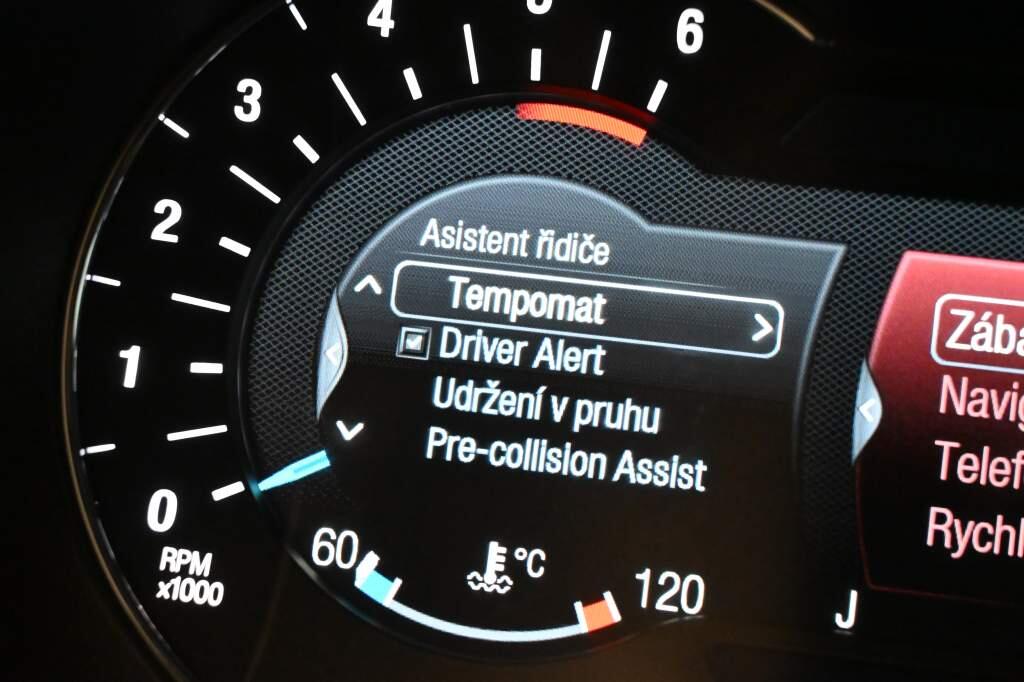 4
6
3
2
1
0
RPM
x1000
Asistent řidiče
Tempomat
Driver Alert
Udržení v pruhu
Pre-collision Assist
60
°C
120
J